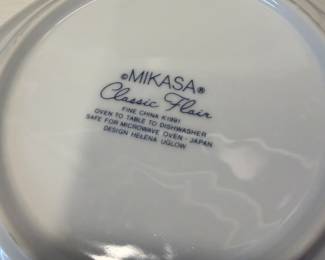 ©MIKASA®
Classic Flair
FINE CHINA K1991
OVEN TO TABLE TO DISHWASHER
SAFE FOR MICROWAVE OVEN - JAPAN
DESIGN HELENA UGLOW